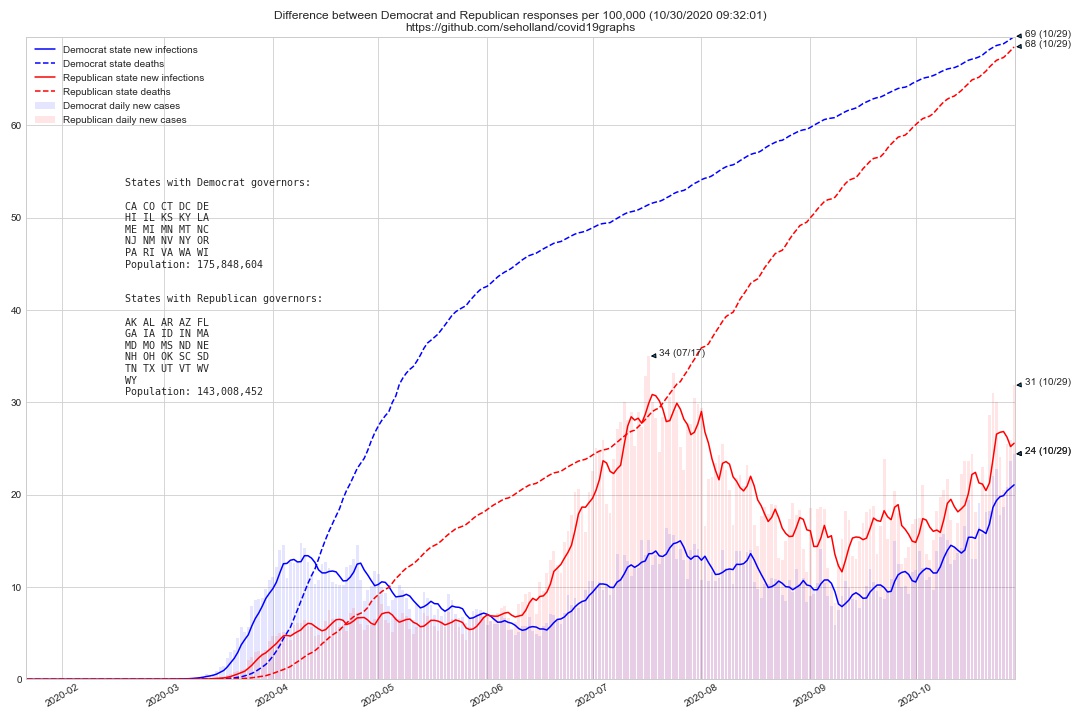 Difference between Democrat and Republican responses per 100,000 (10/30/2020 09:32:01)
https://github.com/seholland/covid19graphs
Democrat state new infections
Democrat state deaths
Republican state new infections
Republican state deaths
Democrat daily new cases
Republican daily new cases
69 (10/29)
68 (10/29)
60
States with Democrat governors:
CA CO CT DC DE
HI IL KS KY LA
ME MI MN MT NC
NJ NM NV NY OR
PA RI VA WA WI
Population: 175,848,604
50
States with Republican governors:
AK AL AR AZ FL
GA IA ID IN MA
MD MO MS ND NE
NH OH OK SC SD
TN TX UT VT WV
WY
Population: 143,008,452
40
34 (07/17)
31 (10/29)
30
24 (10/29)
20
10
0
2020-02
2020-03
2020-04
2020-05
2020-06
2020-07
2020-08
2020-09
2020-10